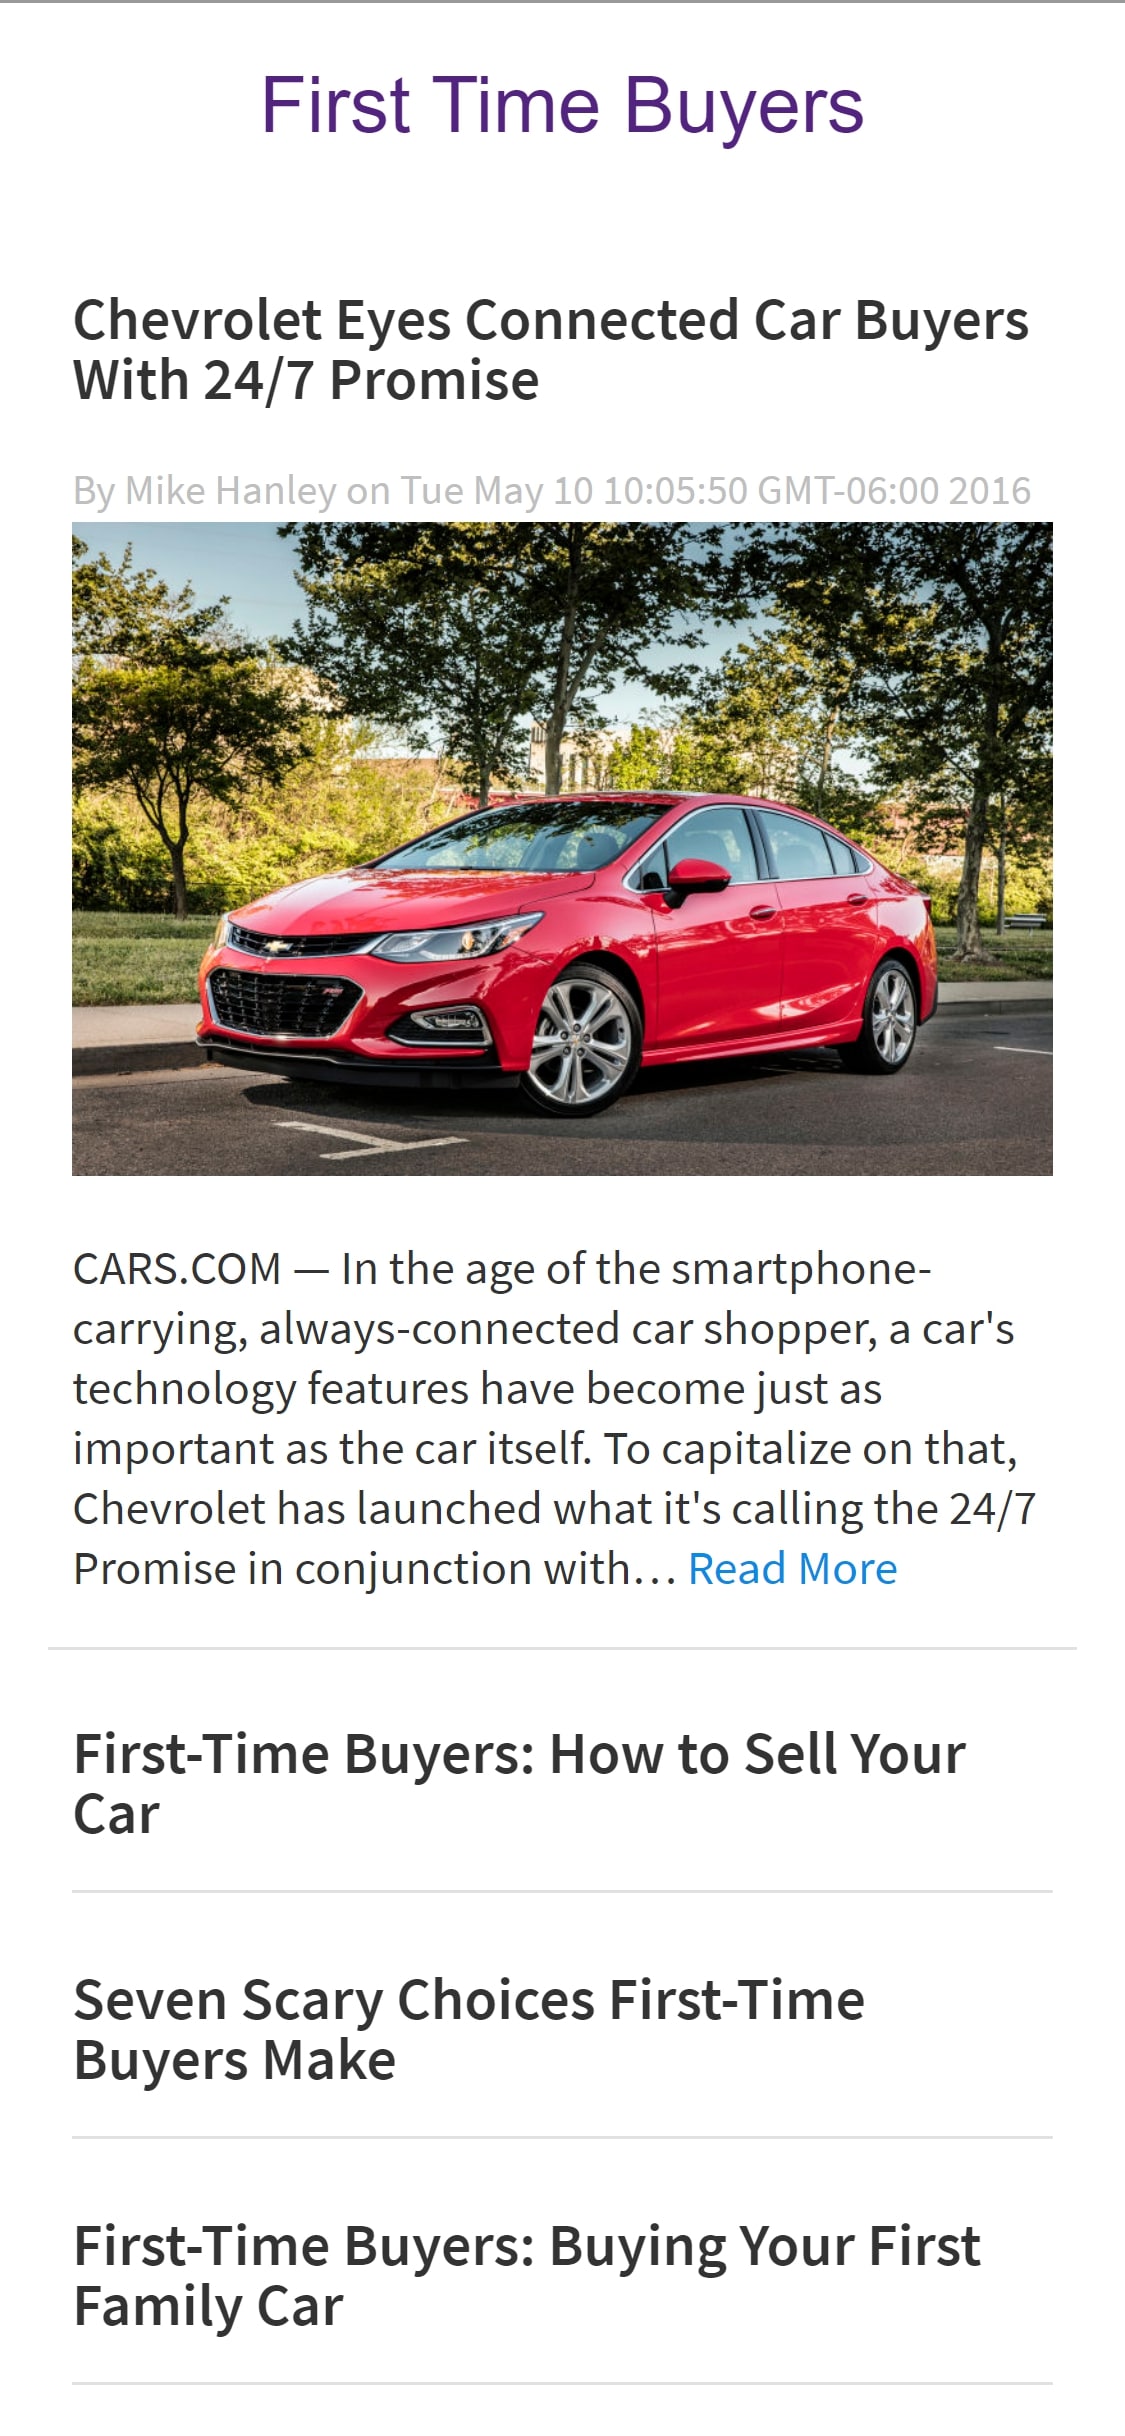 First Time Buyers
Chevrolet Eyes Connected Car Buyers
With 24/7 Promise
By Mike Hanley on Tue May 10 10:05:50 GMT-06:00 2016
CARS.COM — In the age of the smartphone-
carrying, always-connected car shopper, a car's
technology features have become just as
important as the car itself. To capitalize on that,
Chevrolet has launched what it's calling the 24/7
Promise in conjunction with… Read More
First-Time Buyers: How to Sell Your
Car
Seven Scary Choices First-Time
Buyers Make
First-Time Buyers: Buying Your First
Family Car